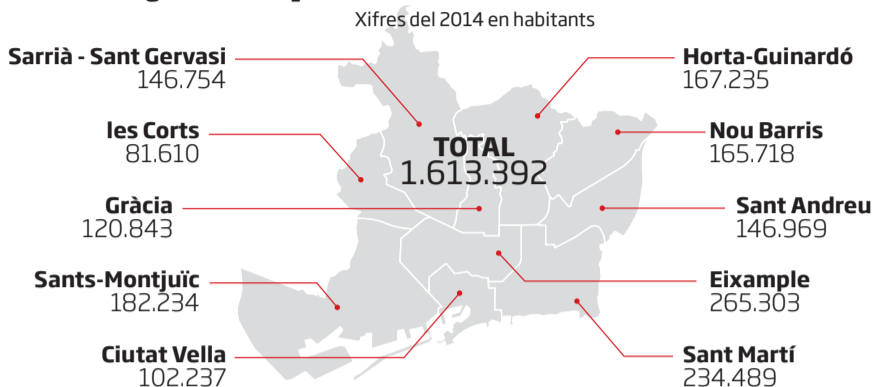 Xifres del 2014 en habitants
Sarrià - Sant Gervasi
146.754
les Corts
81.610
Gràcia
120.843
Sants-Montjuïc
182.234
Ciutat Vella
102.237
TOTAL
1.613.392
Horta-Guinardó
167.235
Nou Barris
165.718
Sant Andreu
146.969
Eixample
265.303
Sant Martí
234.489